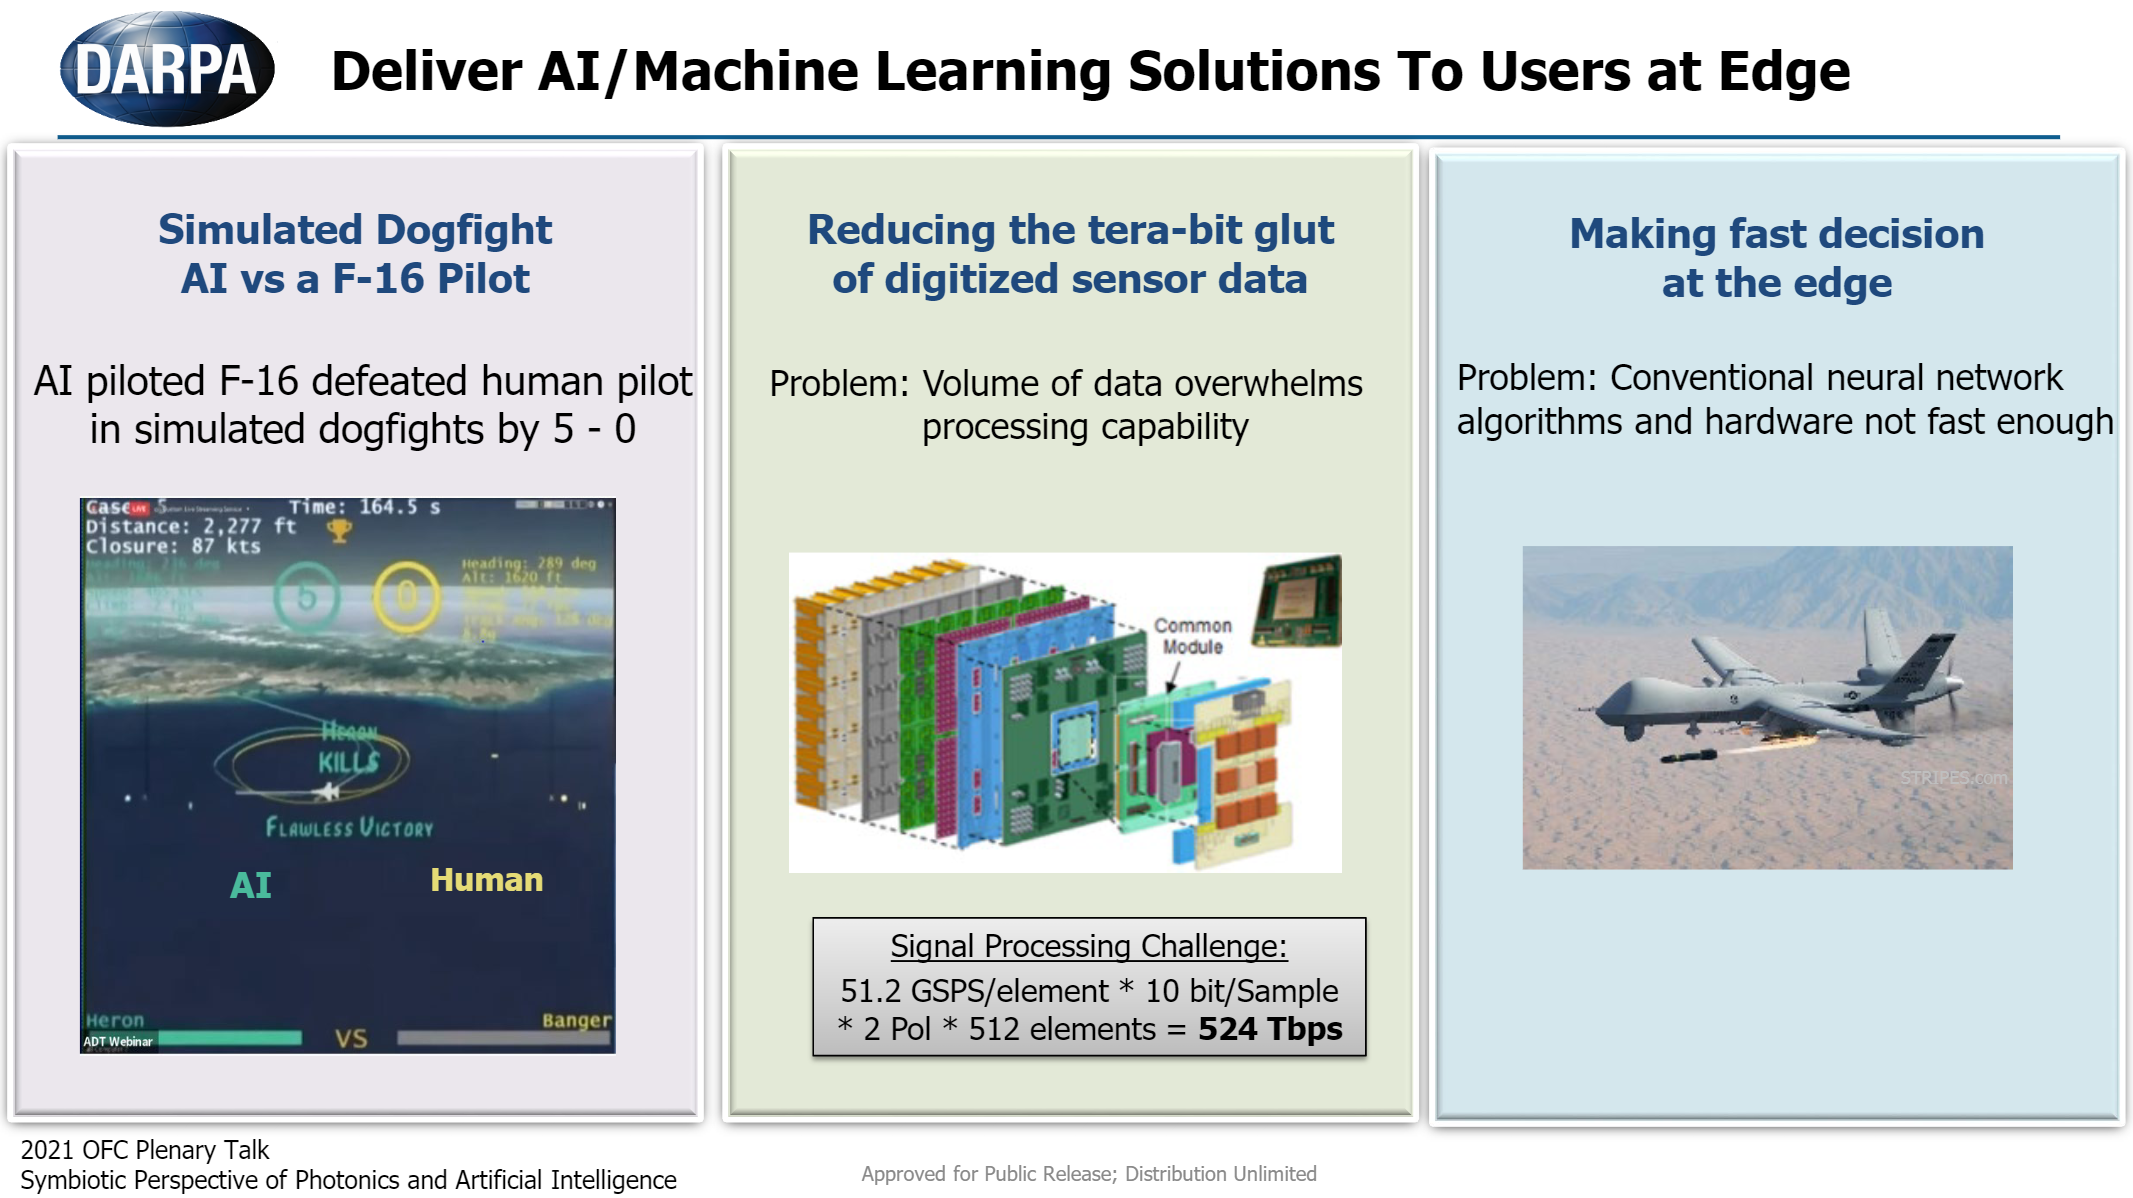 DARPA
Deliver AI/Machine Learning Solutions To Users at Edge
Simulated Dogfight
AI vs a F-16 Pilot
AI piloted F-16 defeated human pilot
in simulated dogfights by 5 - 0
Case 5
Time: 164.5 s
LIVE
Distance: 2,277 ft
Closure: 87 kts
Heading: 289 deg
Alt: 1620 ft
5
0
HERON
KILLS
FLAWLESS VICTORY
AI
Human
Heron
Banger
VS
ADT Webinar
Reducing the tera-bit glut
of digitized sensor data
Problem: Volume of data overwhelms
processing capability
Common
Module
Signal Processing Challenge:
51.2 GSPS/element * 10 bit/Sample
* 2 Pol * 512 elements = 524 Tbps
Making fast decision
at the edge
Problem: Conventional neural network
algorithms and hardware not fast enough
STRIPES.com
2021 OFC Plenary Talk
Symbiotic Perspective of Photonics and Artificial Intelligence
Approved for Public Release; Distribution Unlimited